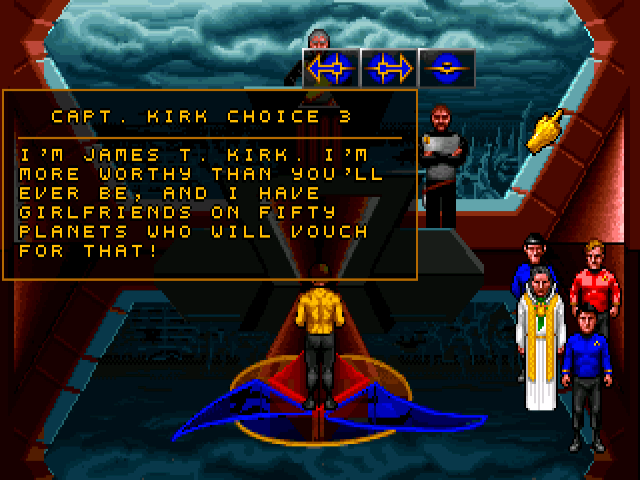 CAPT. KIRK CHOICE 3
I'M JAMES T. KIRK. I'M
MORE WORTHY THAN YOU'LL
EVER BE, AND I HAVE
GIRLFRIENDS ON FIFTY
PLANETS WHO WILL VOUCH
FOR THAT!